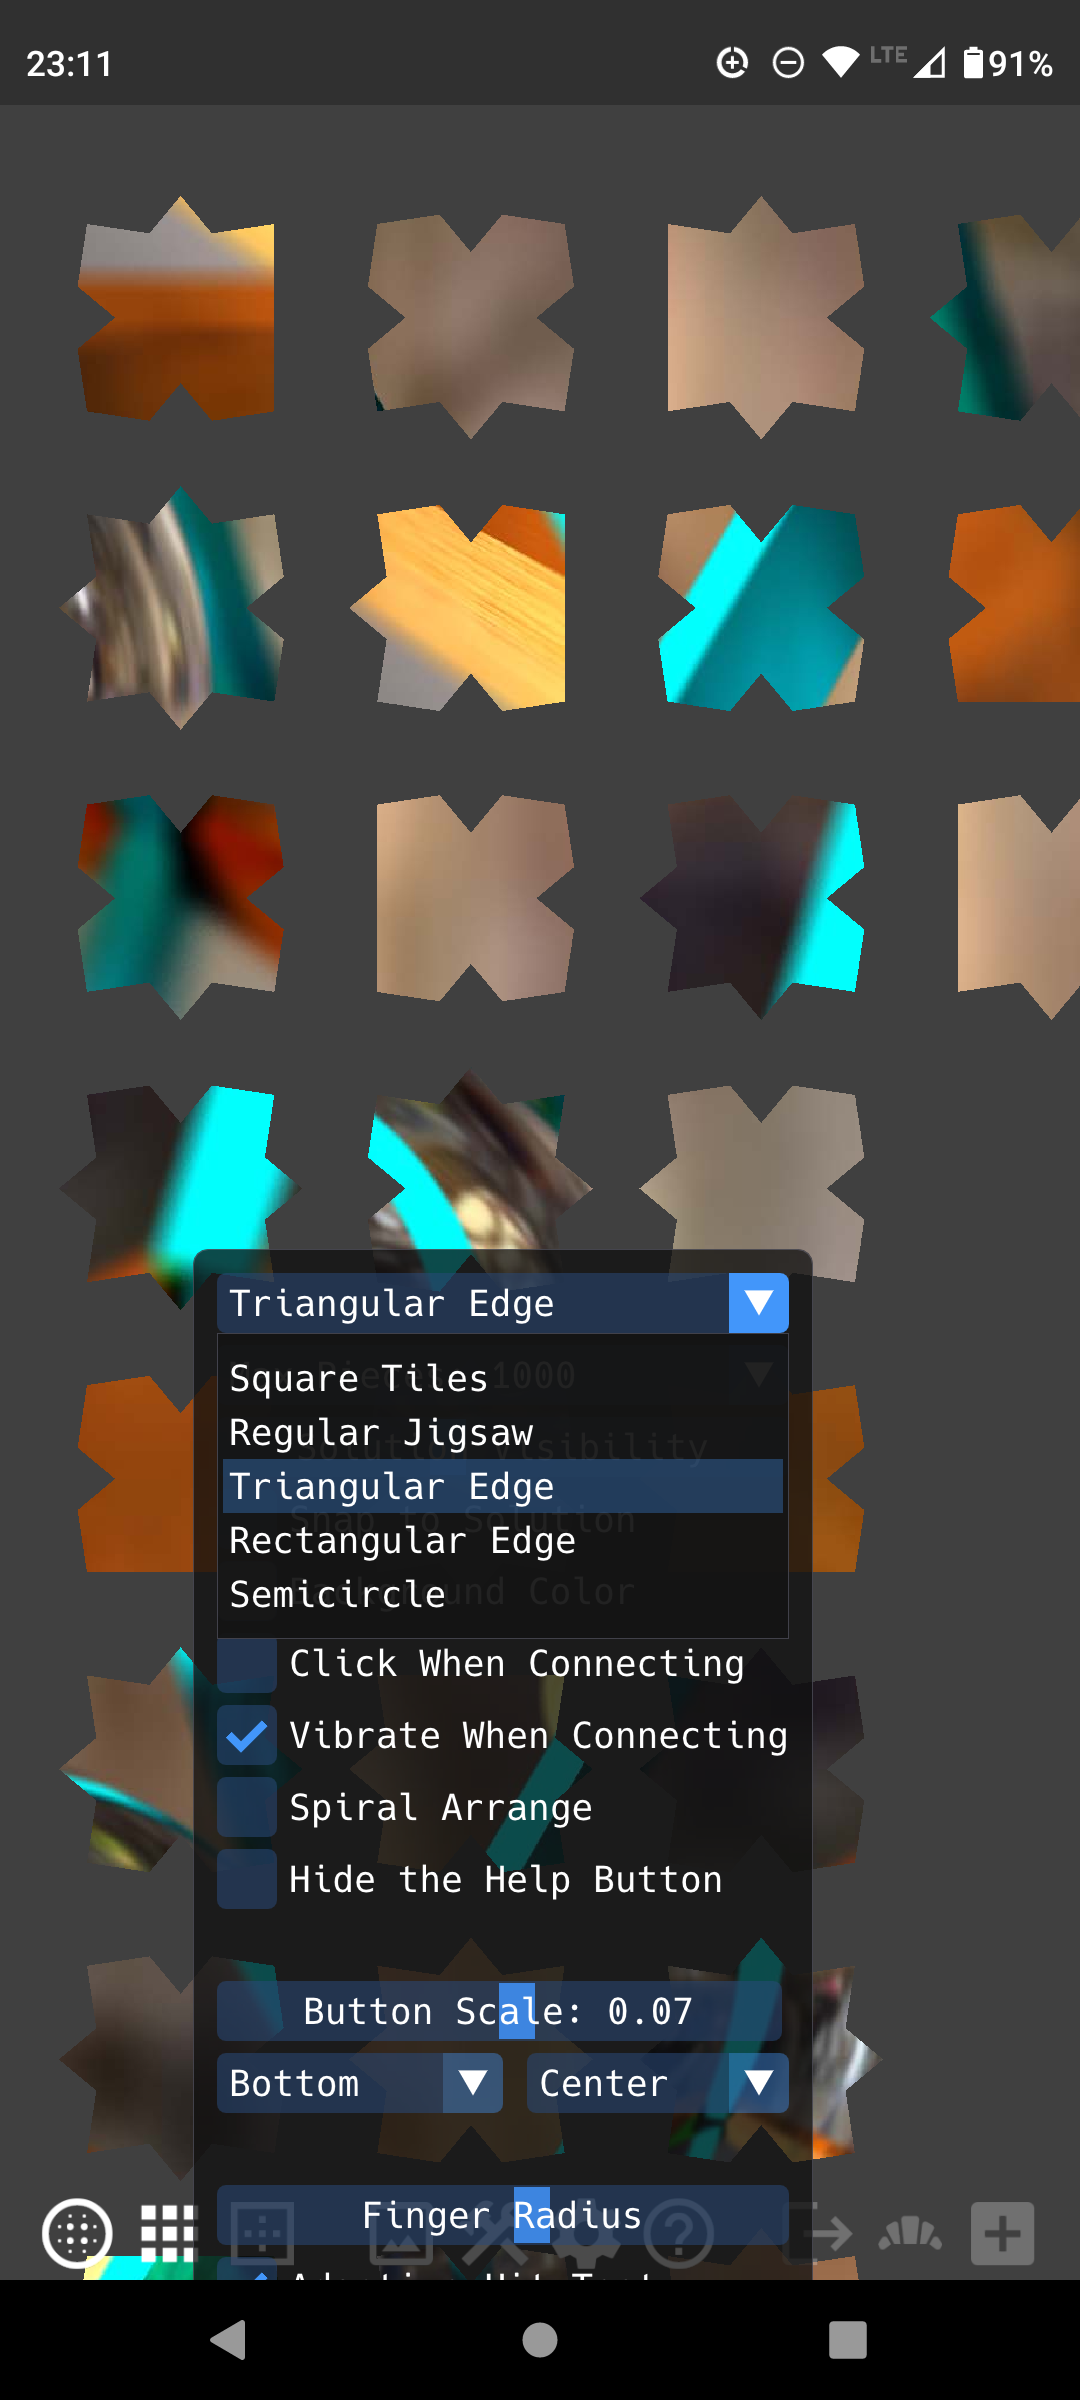 23:11
LTE
91%
Triangular Edge
Square Tiles
Regular Jigsaw
Triangular Edge
Rectangular Edge
Semicircle
Click When Connecting
Vibrate When Connecting
Spiral Arrange
Hide the Help Button
Button Scale: 0.07
Bottom
Center
Finger Radius